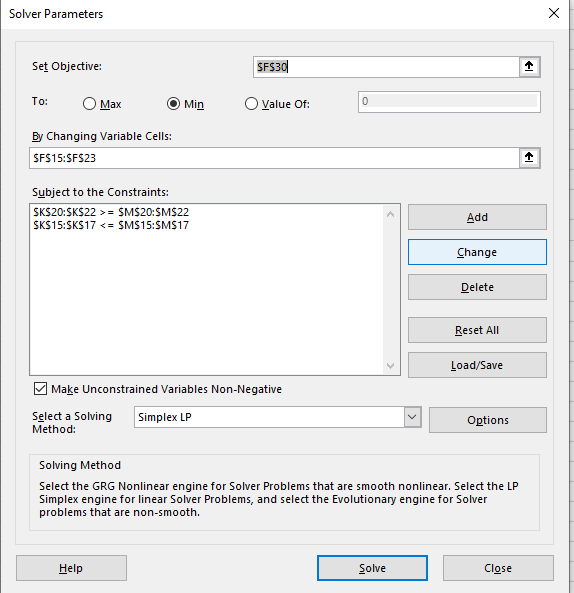 Solver Parameters
Set Objective:
$F$30
To:
Max
Min
Value Of:
0
By Changing Variable Cells:
$F$15:$F$23
Subject to the Constraints:
$K$20:$K$22 >= $M$20:$M$22
$K$15:$K$17 <= $M$15:$M$17
Add
Change
Delete
Reset All
Load/Save
Make Unconstrained Variables Non-Negative
Select a Solving
Method:
Simplex LP
Options
Solving Method
Select the GRG Nonlinear engine for Solver Problems that are smooth nonlinear. Select the LP
Simplex engine for linear Solver Problems, and select the Evolutionary engine for Solver
problems that are non-smooth.
Help
Solve
Close